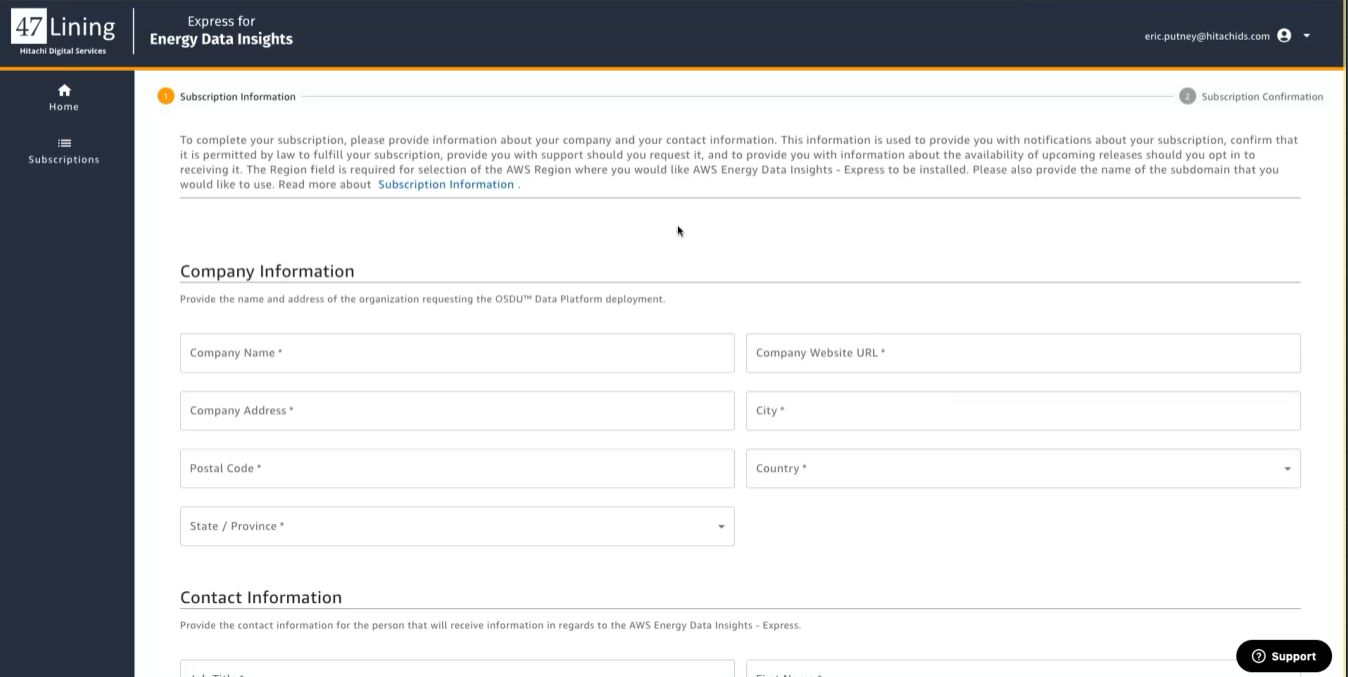 47 Lining
Hitachi Digital Services
Express for
Energy Data Insights
eric.putney@hitachids.com
Home
Subscriptions
1 Subscription Information
2 Subscription Confirmation
To complete your subscription, please provide information about your company and your contact information. This information is used to provide you with notifications about your subscription, confirm that
it is permitted by law to fulfill your subscription, provide you with support should you request it, and to provide you with information about the availability of upcoming releases should you opt in to
receiving it. The Region field is required for selection of the AWS Region where you would like AWS Energy Data Insights - Express to be installed. Please also provide the name of the subdomain that you
would like to use. Read more about Subscription Information .
Company Information
Provide the name and address of the organization requesting the OSDU™ Data Platform deployment.
Company Name *
Company Website URL *
Company Address *
City *
Postal Code *
Country *
State / Province *
Contact Information
Provide the contact information for the person that will receive information in regards to the AWS Energy Data Insights - Express.
Job Title *
First Name *
Support